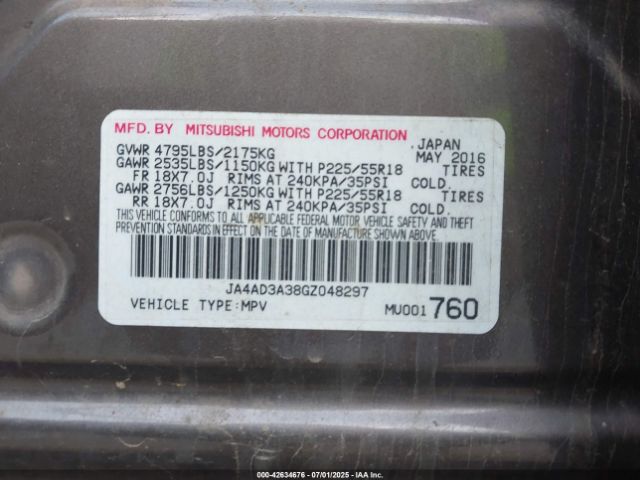 MFD. BY MITSUBISHI MOTORS CORPORATION
GVWR 4795LBS/2175KG JAPAN MAY 2016
GAWR 2535LBS/1150KG WITH P225/55R18 TIRES
FR 18X7.0J RIMS AT 240KPA/35PSI COLD.
GAWR 2756LBS/1250KG WITH P225/55R18 TIRES
RR 18X7.0J RIMS AT 240KPA/35PSI COLD.
THIS VEHICLE CONFORMS TO ALL APPLICABLE FEDERAL MOTOR VEHICLE SAFETY AND THEFT
PREVENTION STANDARDS IN EFFECT ON THE DATE OF MANUFACTURE SHOWN ABOVE.
JA4AD3A38GZ048297
VEHICLE TYPE:MPV MU001 760
000-42634676 - 07/01/2025 - IAAI.COM